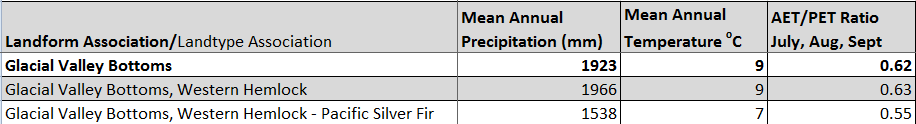 Landform Association/Landtype Association Mean Annual Precipitation (mm) Mean Annual Temperature °C AET/PET Ratio July, Aug, Sept
Glacial Valley Bottoms 1923 9 0.62
Glacial Valley Bottoms, Western Hemlock 1966 9 0.63
Glacial Valley Bottoms, Western Hemlock - Pacific Silver Fir 1538 7 0.55